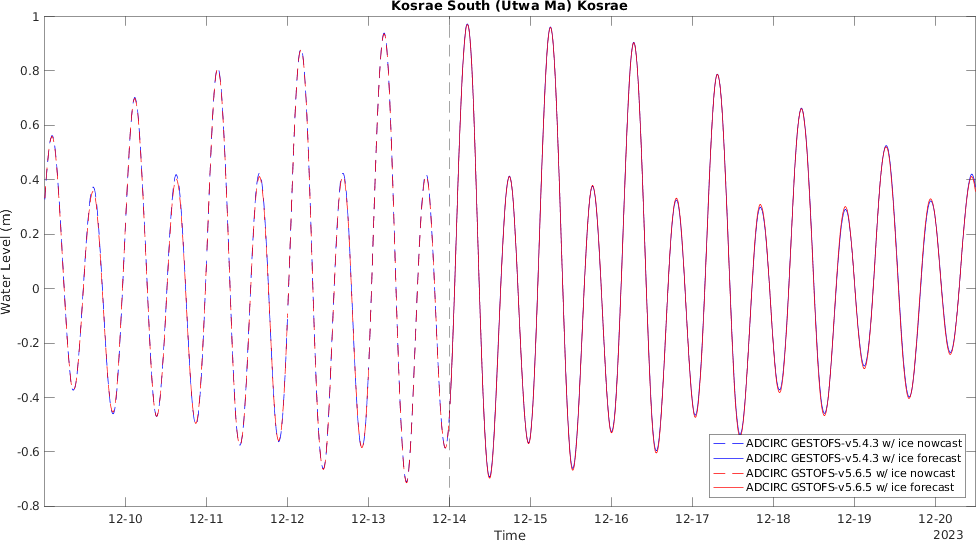 Kosrae South (Utwa Ma) Kosrae
Water Level (m)
1
0.8
0.6
0.4
0.2
0
-0.2
-0.4
-0.6
-0.8
ADCIRC GESTOFS-v5.4.3 w/ ice nowcast
ADCIRC GESTOFS-v5.4.3 w/ ice forecast
ADCIRC GSTOFS-v5.6.5 w/ ice nowcast
ADCIRC GSTOFS-v5.6.5 w/ ice forecast
12-10 12-11 12-12 12-13 12-14 12-15 12-16 12-17 12-18 12-19 12-20
Time
2023